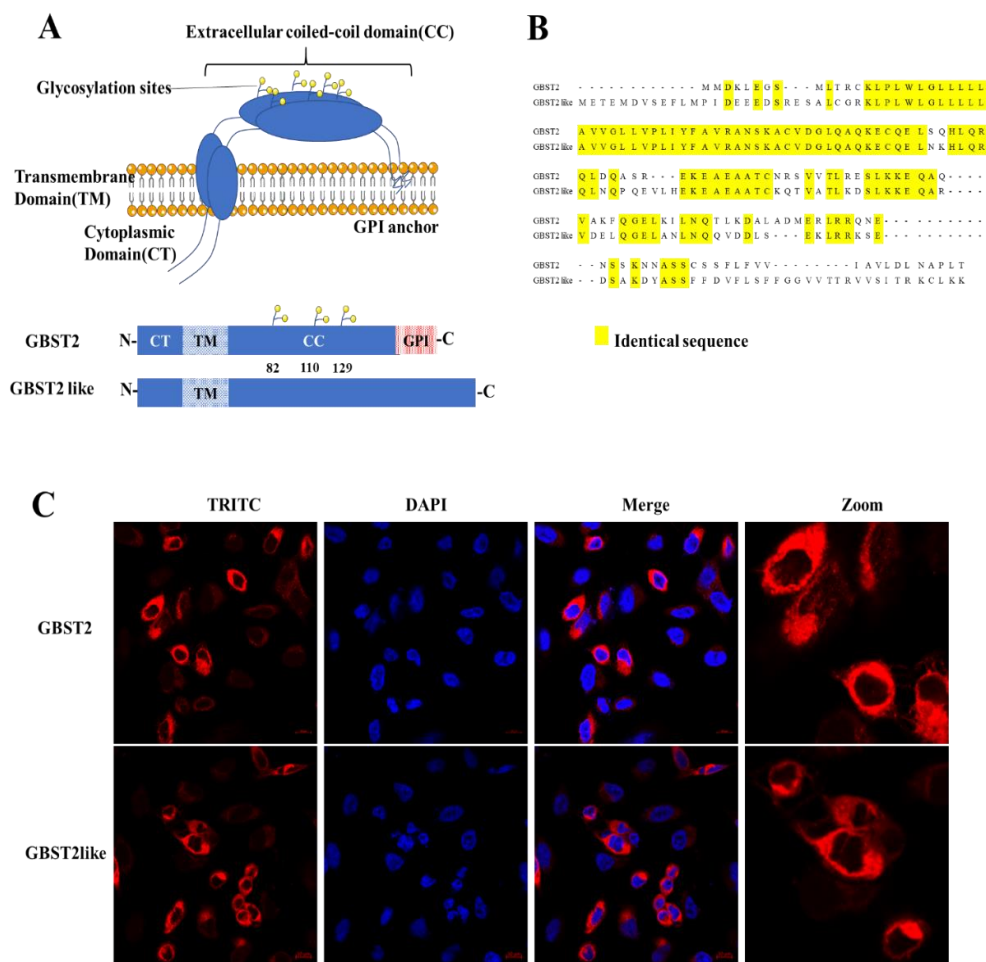 A
Extracellular coiled-coil domain(CC)
Glycosylation sites
Transmembrane
Domain(TM)
Cytoplasmic
Domain(CT)
GPI anchor
GBST2 N- CT TM CC GPI -C
82 110 129
GBST2 like N- TM -C
B
GBST2 - - - - - - - - - - - - M M D K L E G S - - - M L T R C K L P L W L G L L L L L
GBST2 like M E T E M D V S E F L M P I D E E E D S R E S A L C G R K L P L W L G L L L L L
GBST2 A V V G L L V P L I Y F A V R A N S K A C V D G L Q A Q K E C Q E L S Q H L Q R
GBST2 like A V V G L L V P L I Y F A V R A N S K A C V D G L Q A Q K E C Q E L N K H L Q R
GBST2 Q L D Q A S R - - - E K E A E A A T C N R S V V T L R E S L K K E Q A Q - - - -
GBST2 like Q L N Q P Q E V L H E K E A E A A T C K Q T V A T L K D S L K K E Q A R - - - -
GBST2 V A K F Q G E L K I L N Q T L K D A L A D M E R L R R Q N E - - - - - - - - - -
GBST2 like V D E L Q G E L A N L N Q Q V D D L S - - - E K L R R K S E - - - - - - - - - -
GBST2 - - N S S K N N A S S C S S F L F V V - - - - - - - - - I A V L D L N A P L T
GBST2 like - - D S A K D Y A S S F F D V L S F F G G V V T T R V V S I T R K C L K K
Identical sequence
C
TRITC DAPI Merge Zoom
GBST2
GBST2like